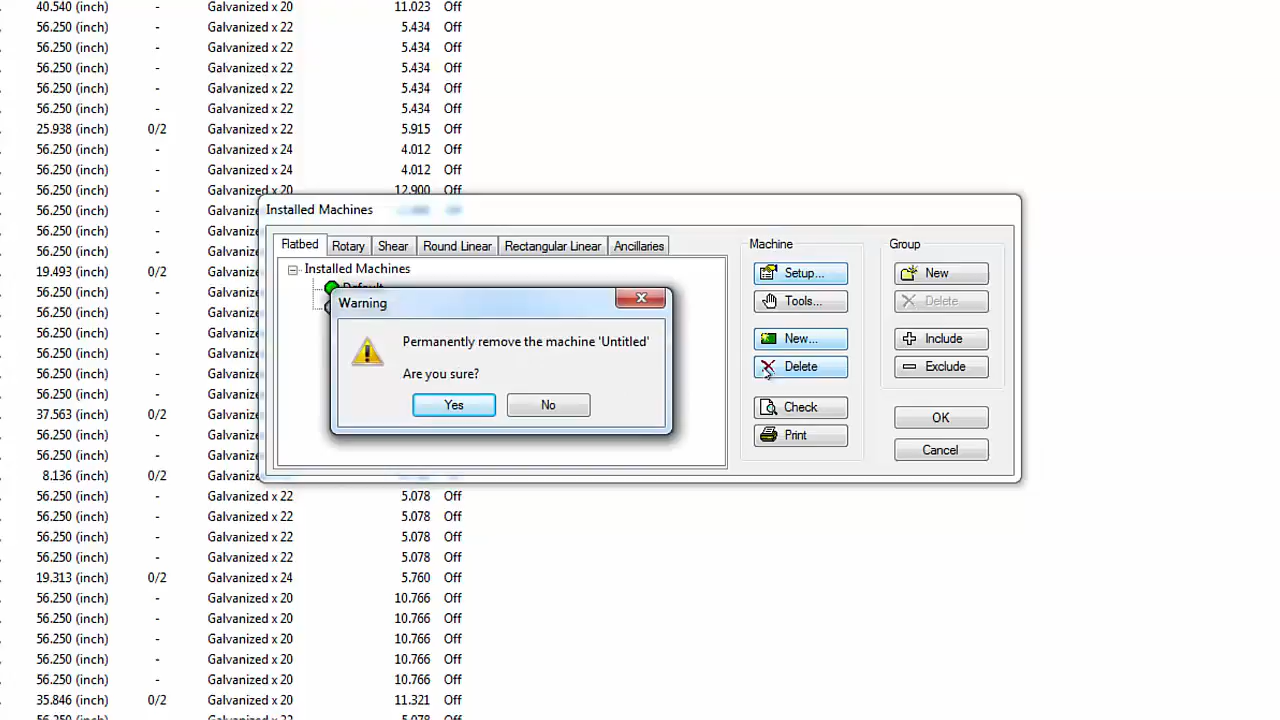 40.540 (inch) Galvanized x 20 11.023 Off
56.250 (inch) - Galvanized x 22 5.434 Off
56.250 (inch) - Galvanized x 22 5.434 Off
56.250 (inch) - Galvanized x 22 5.434 Off
56.250 (inch) - Galvanized x 22 5.434 Off
56.250 (inch) - Galvanized x 22 5.434 Off
25.938 (inch) 0/2 Galvanized x 22 5.915 Off
56.250 (inch) - Galvanized x 24 4.012 Off
56.250 (inch) - Galvanized x 24 4.012 Off
56.250 (inch) - Galvanized x 20 12.900 Off
56.250 (inch) -
56.250 (inch) -
56.250 (inch) -
19.493 (inch) 0/2
56.250 (inch) -
56.250 (inch) -
56.250 (inch) -
56.250 (inch) -
56.250 (inch) -
56.250 (inch) -
37.563 (inch) 0/2
56.250 (inch) -
56.250 (inch) -
8.136 (inch) 0/2
56.250 (inch) - Galvanized x 22 5.078 Off
56.250 (inch) - Galvanized x 22 5.078 Off
56.250 (inch) - Galvanized x 22 5.078 Off
56.250 (inch) - Galvanized x 22 5.078 Off
19.313 (inch) 0/2 Galvanized x 24 5.760 Off
56.250 (inch) - Galvanized x 20 10.766 Off
56.250 (inch) - Galvanized x 20 10.766 Off
56.250 (inch) - Galvanized x 20 10.766 Off
56.250 (inch) - Galvanized x 20 10.766 Off
56.250 (inch) - Galvanized x 20 10.766 Off
35.846 (inch) 0/2 Galvanized x 20 11.321 Off
56.250 (inch) - Galvanized x 22 5.078 Off
Installed Machines
Flatbed Rotary Shear Round Linear Rectangular Linear Ancillaries
Installed Machines
Default
Warning
Permanently remove the machine 'Untitled'
Are you sure?
Yes No
Machine
Setup...
Tools...
New...
Delete
Check
Print
Group
New
Delete
Include
Exclude
OK
Cancel